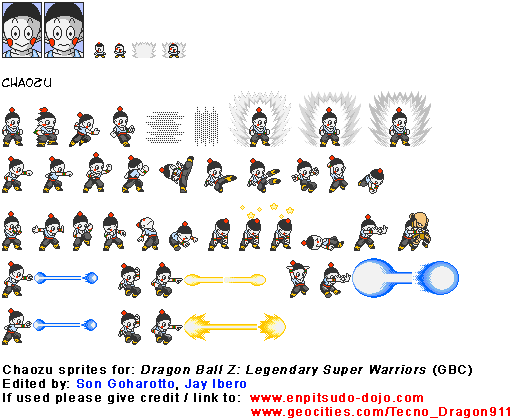 CHAOZU
Chaozu sprites for: Dragon Ball Z: Legendary Super Warriors (GBC)
Edited by: Son Goharotto, Jay Ibero
If used please give credit / link to: www.enpitsudo-dojo.com
www.geocities.com/Tecno_Dragon911